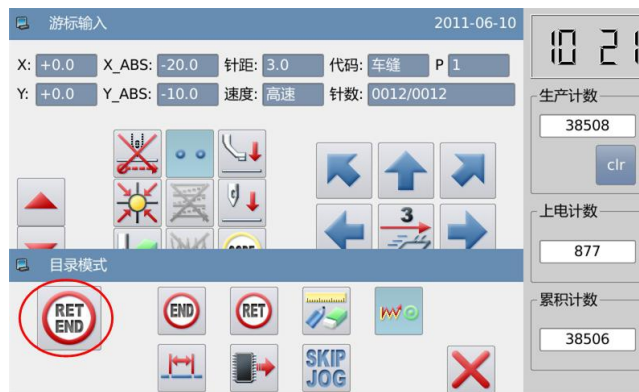 游标输入 2011-06-10
10 2
X: +0.0 X_ABS: -20.0 针距: 3.0 代码: 车缝 P 1
Y: +0.0 Y_ABS: -10.0 速度: 高速 针数: 0012/0012
生产计数
38508
clr
上电计数
877
累积计数
38506
3
目录模式
RET
END
END
RET
SKIP
JOG